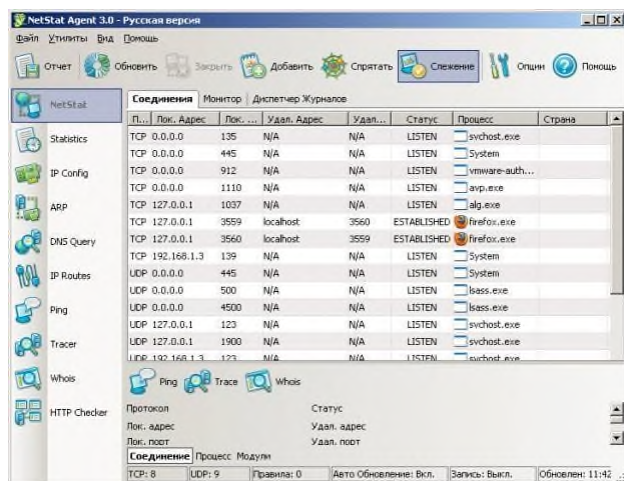 NetStat Agent 3.0 - Русская версия
Файл Утилиты Вид Помощь
Отчет Обновить Закрыть Добавить Спрятать Слежение Опции Помощь
NetStat
Statistics
IP Config
ARP
DNS Query
IP Routes
Ping
Tracer
Whois
HTTP Checker
Соединения Монитор Диспетчер Журналов
П... Лок. Адрес Лок. ... Удал. Адрес Удал... Статус Процесс Страна
TCP 0.0.0.0 135 N/A N/A LISTEN svchost.exe
TCP 0.0.0.0 445 N/A N/A LISTEN System
TCP 0.0.0.0 912 N/A N/A LISTEN vmware-auth...
TCP 0.0.0.0 1110 N/A N/A LISTEN avp.exe
TCP 127.0.0.1 1037 N/A N/A LISTEN alg.exe
TCP 127.0.0.1 3559 localhost 3560 ESTABLISHED firefox.exe
TCP 127.0.0.1 3560 localhost 3559 ESTABLISHED firefox.exe
TCP 192.168.1.3 139 N/A N/A LISTEN System
UDP 0.0.0.0 445 N/A N/A LISTEN System
UDP 0.0.0.0 500 N/A N/A LISTEN lsass.exe
UDP 0.0.0.0 4500 N/A N/A LISTEN lsass.exe
UDP 127.0.0.1 123 N/A N/A LISTEN svchost.exe
UDP 127.0.0.1 1900 N/A N/A LISTEN svchost.exe
UDP 192.168.1.3 123 N/A N/A LISTEN svchost.exe
Ping Trace Whois
Протокол Статус
Лок. адрес Удал. адрес
Лок. порт Удал. порт
Соединение Процесс Модули
TCP: 8 UDP: 9 Правила: 0 Авто Обновление: Вкл. Запись: Выкл. Обновлен: 11:42